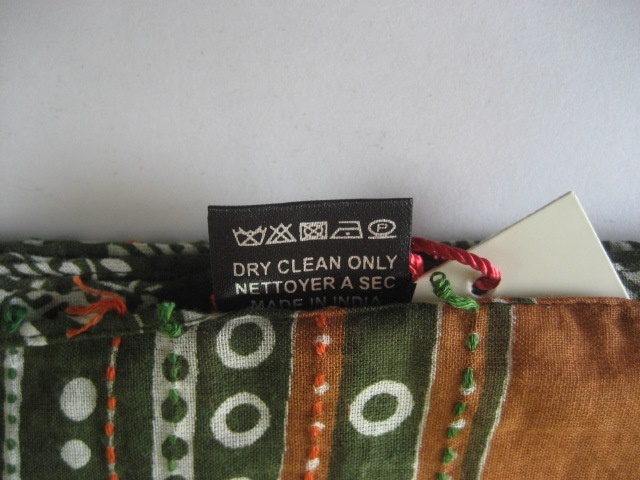 DRY CLEAN ONLY
NETTOYER A SEC
MADE IN INDIA